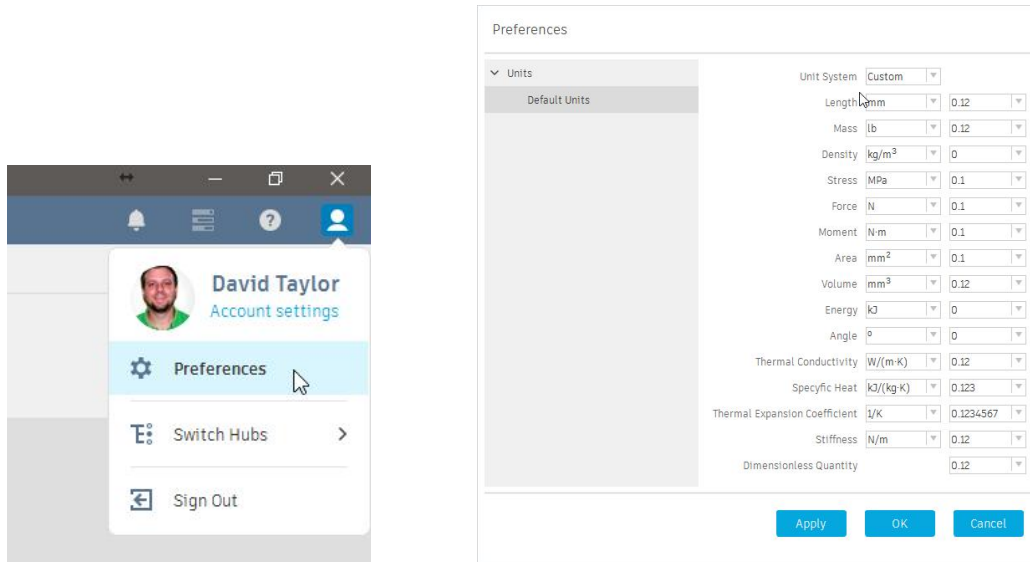 David Taylor
Account settings
Preferences
Switch Hubs
Sign Out
Preferences
Units
Default Units
Unit System Custom
Length mm 0.12
Mass lb 0.12
Density kg/m³ 0
Stress MPa 0.1
Force N 0.1
Moment N·m 0.1
Area mm² 0.1
Volume mm³ 0.12
Energy kJ 0
Angle º 0
Thermal Conductivity W/(m·K) 0.12
Specyfic Heat kJ/(kg·K) 0.123
Thermal Expansion Coefficient 1/K 0.1234567
Stiffness N/m 0.12
Dimensionless Quantity 0.12
Apply OK Cancel